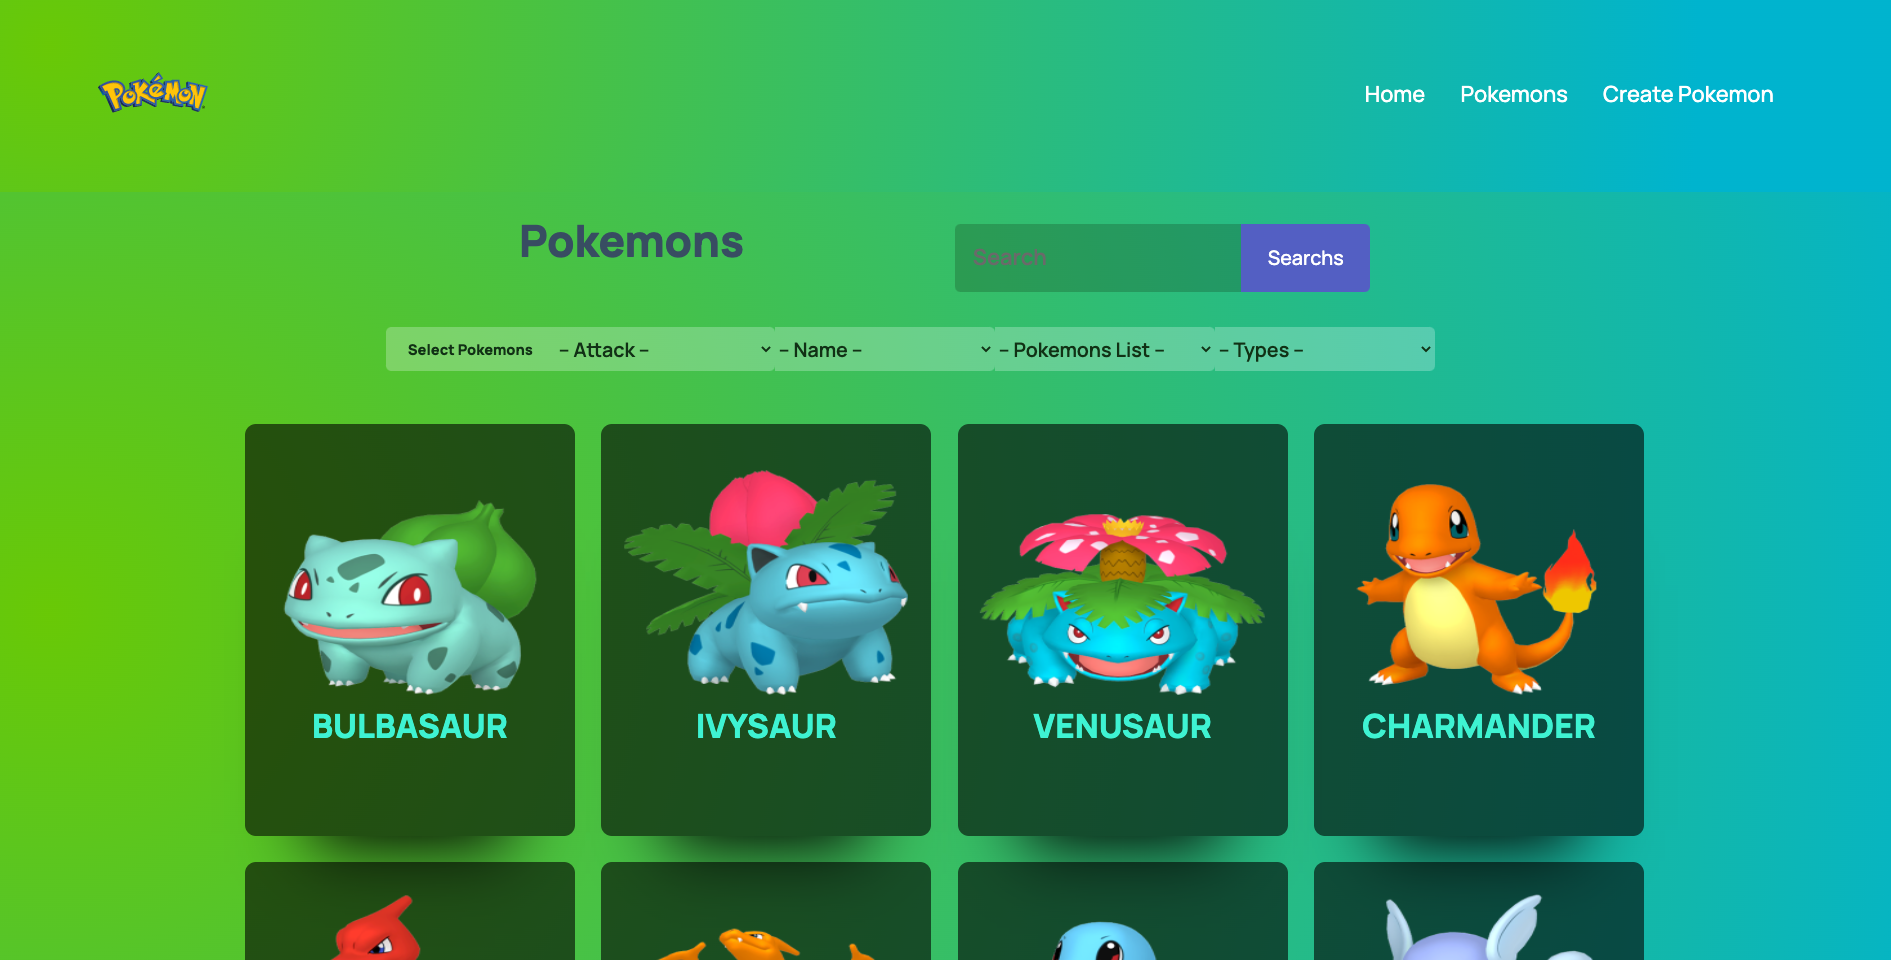 Pokémon
Home Pokemons Create Pokemon
Pokemons
Search Searchs
Select Pokemons – Attack – – Name – – Pokemons List – – Types –
BULBASAUR IVYSAUR VENUSAUR CHARMANDER